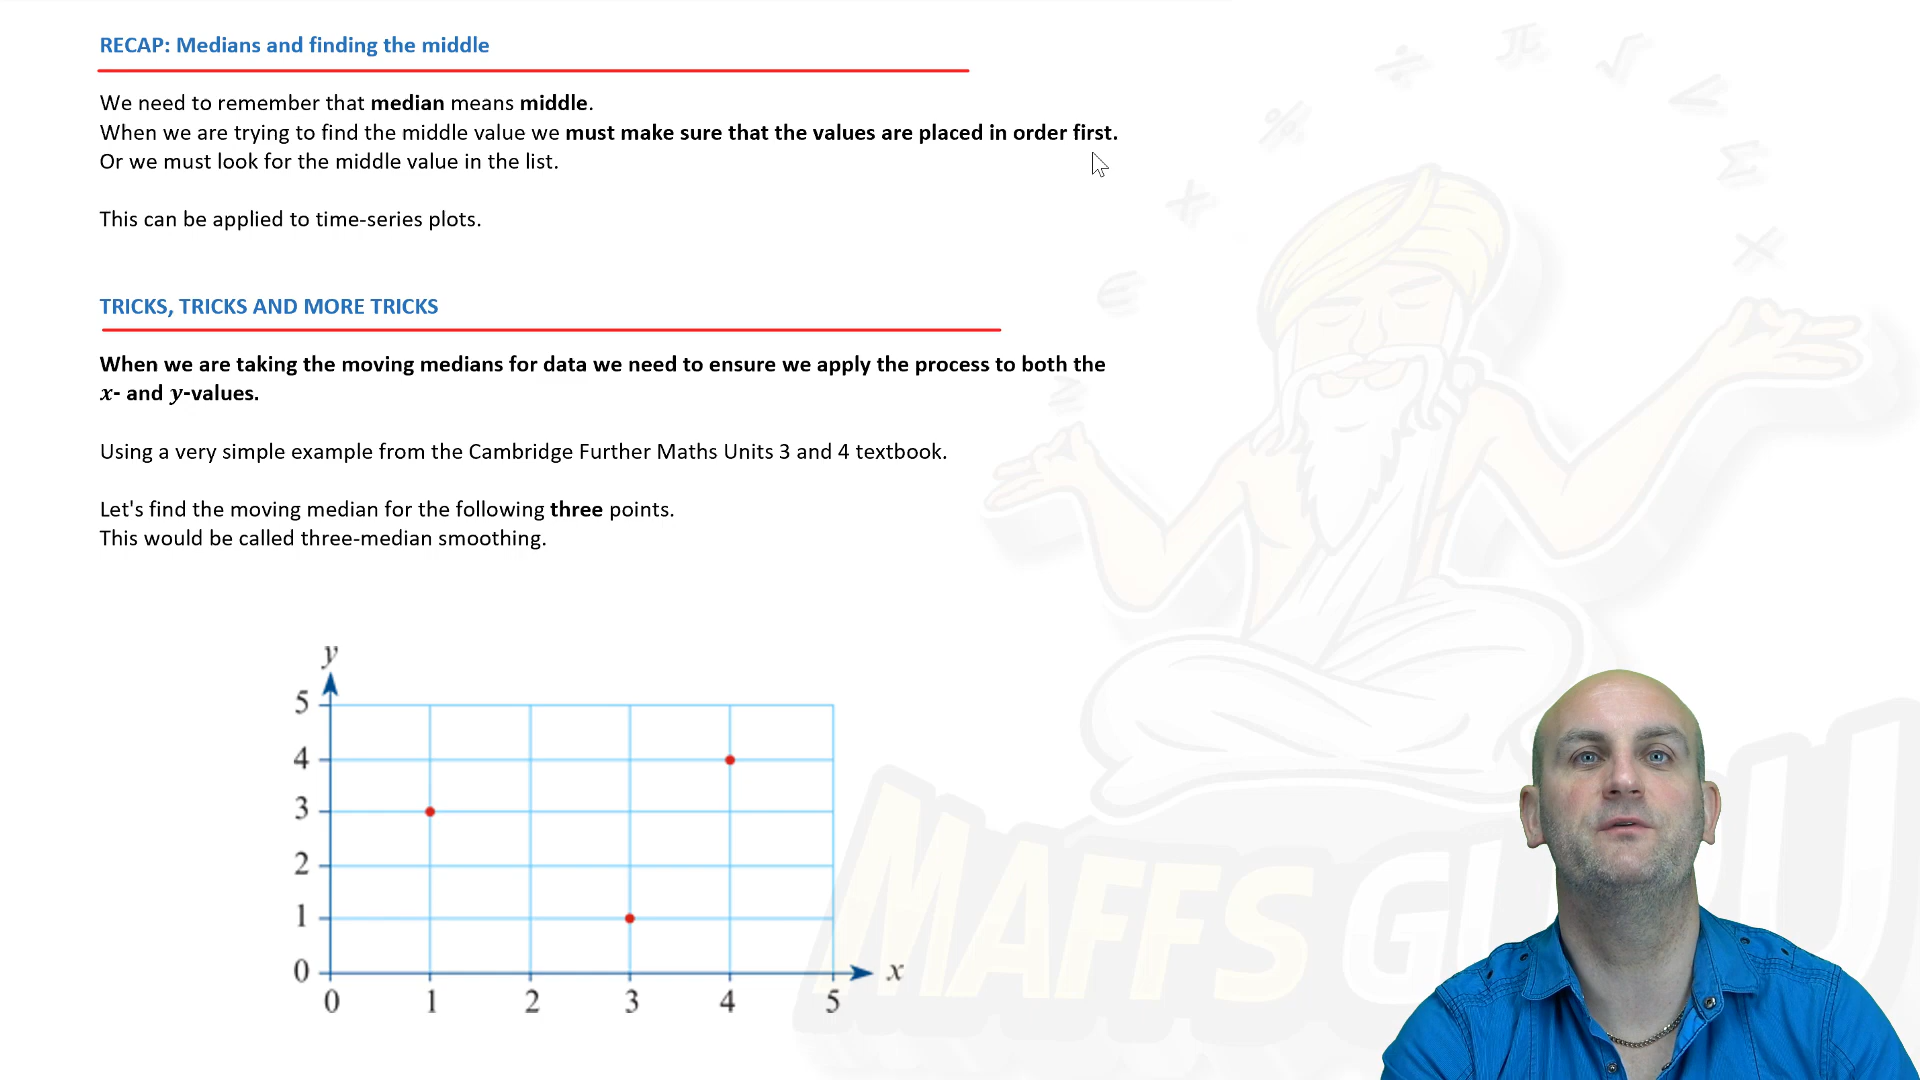 RECAP: Medians and finding the middle
We need to remember that median means middle.
When we are trying to find the middle value we must make sure that the values are placed in order first.
Or we must look for the middle value in the list.
This can be applied to time-series plots.
TRICKS, TRICKS AND MORE TRICKS
When we are taking the moving medians for data we need to ensure we apply the process to both the
x- and y-values.
Using a very simple example from the Cambridge Further Maths Units 3 and 4 textbook.
Let's find the moving median for the following three points.
This would be called three-median smoothing.
y
5
4
3
2
1
0
x
0 1 2 3 4 5
MAFFS GURU
% ÷ π √ < Σ × + € ≥